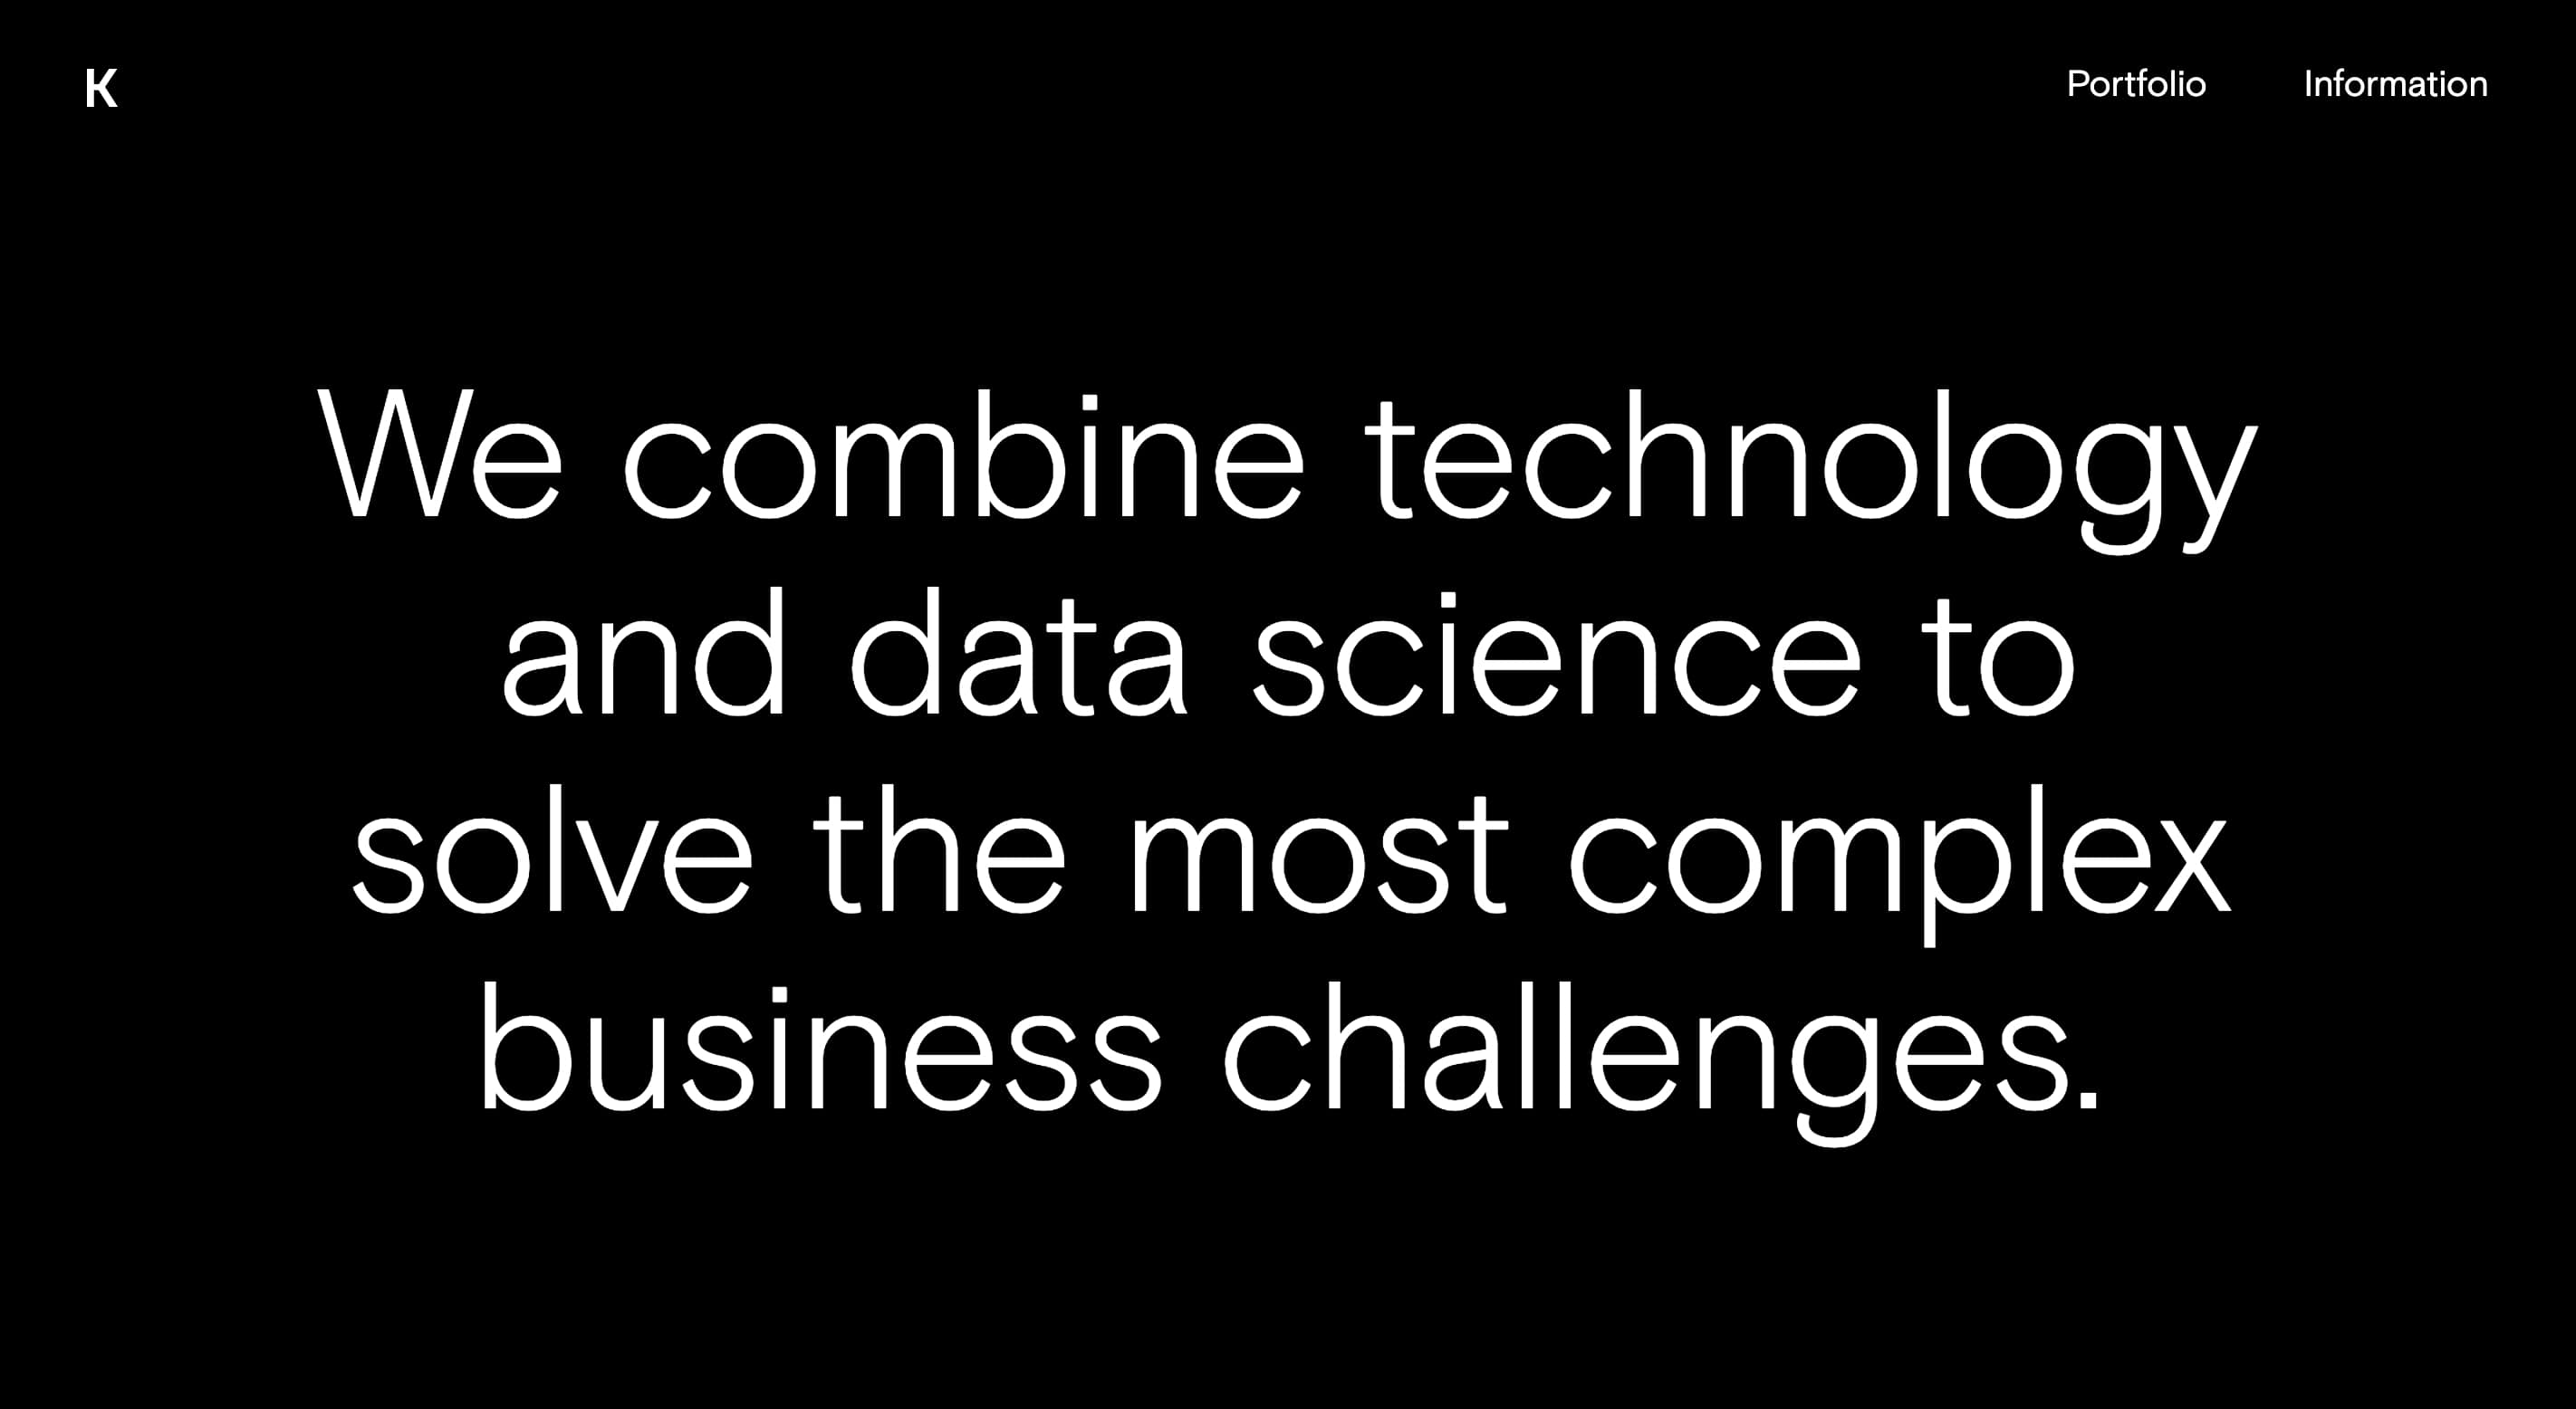 K
Portfolio
Information
We combine technology
and data science to
solve the most complex
business challenges.